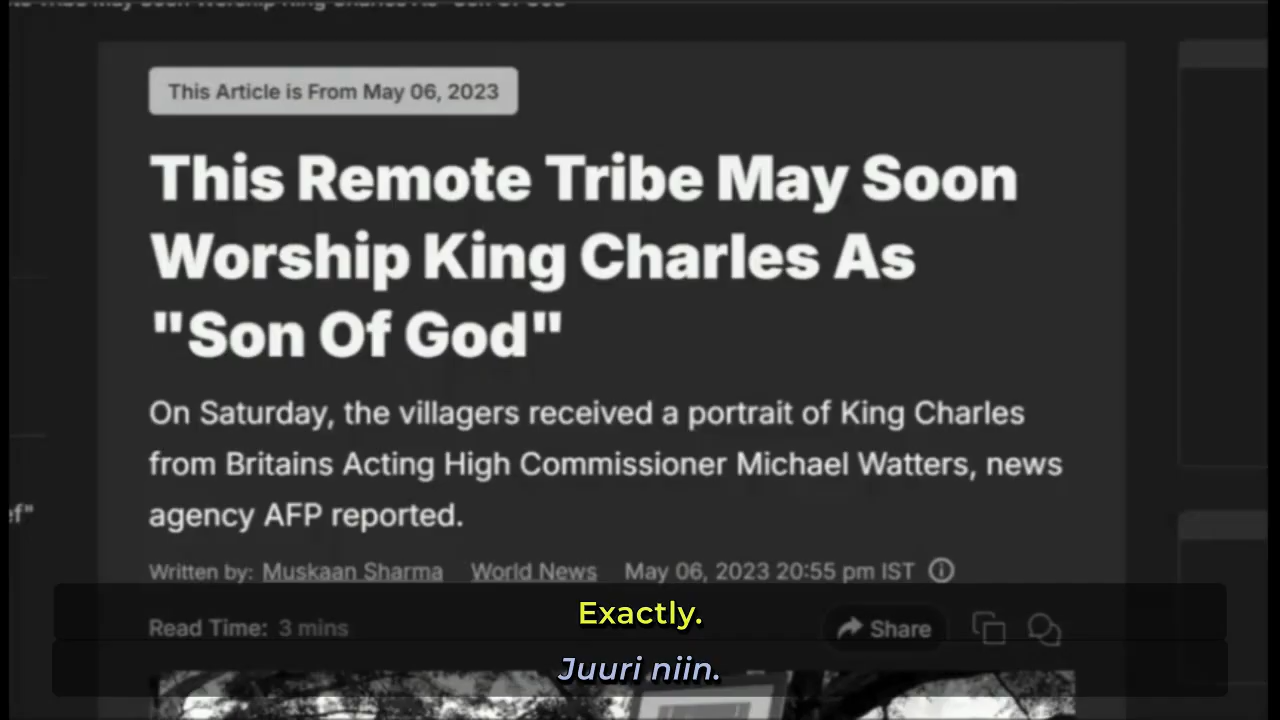 This Article is From May 06, 2023
This Remote Tribe May Soon
Worship King Charles As
"Son Of God"
On Saturday, the villagers received a portrait of King Charles
from Britains Acting High Commissioner Michael Watters, news
agency AFP reported.
ef"
Written by: Muskaan Sharma World News May 06, 2023 20:55 pm IST
Read Time: 3 mins Share
Exactly.
Juuri niin.